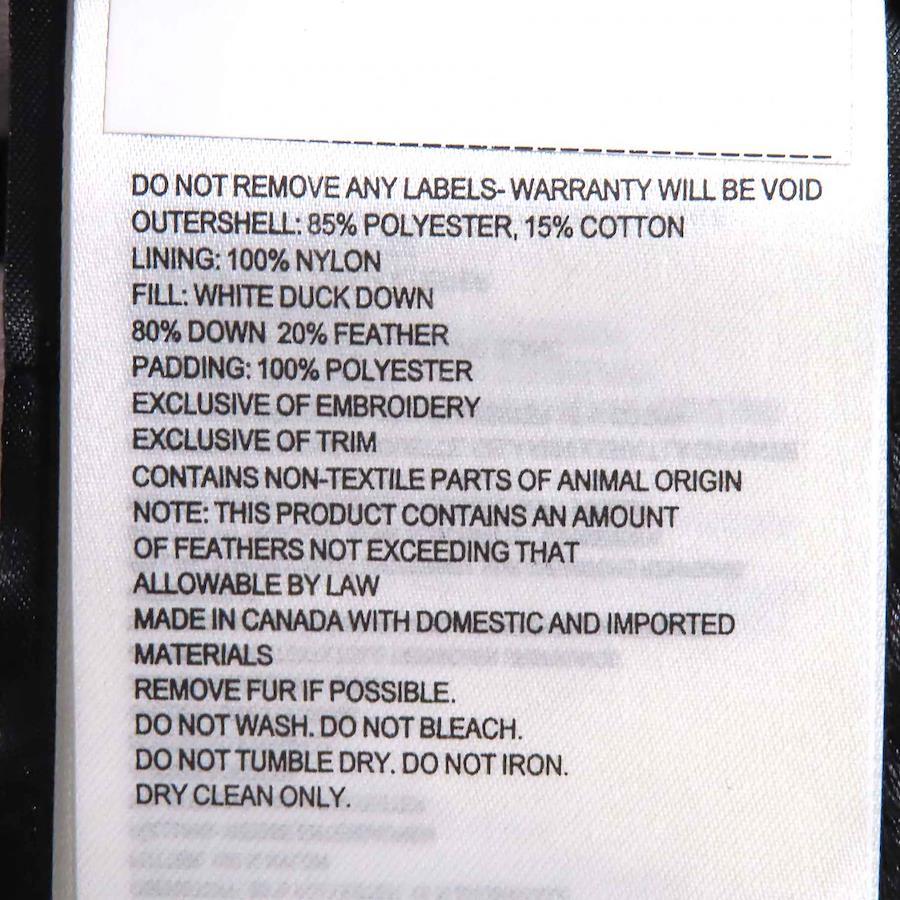 DO NOT REMOVE ANY LABELS- WARRANTY WILL BE VOID
OUTERSHELL: 85% POLYESTER, 15% COTTON
LINING: 100% NYLON
FILL: WHITE DUCK DOWN
80% DOWN 20% FEATHER
PADDING: 100% POLYESTER
EXCLUSIVE OF EMBROIDERY
EXCLUSIVE OF TRIM
CONTAINS NON-TEXTILE PARTS OF ANIMAL ORIGIN
NOTE: THIS PRODUCT CONTAINS AN AMOUNT
OF FEATHERS NOT EXCEEDING THAT
ALLOWABLE BY LAW
MADE IN CANADA WITH DOMESTIC AND IMPORTED
MATERIALS
REMOVE FUR IF POSSIBLE.
DO NOT WASH. DO NOT BLEACH.
DO NOT TUMBLE DRY. DO NOT IRON.
DRY CLEAN ONLY.